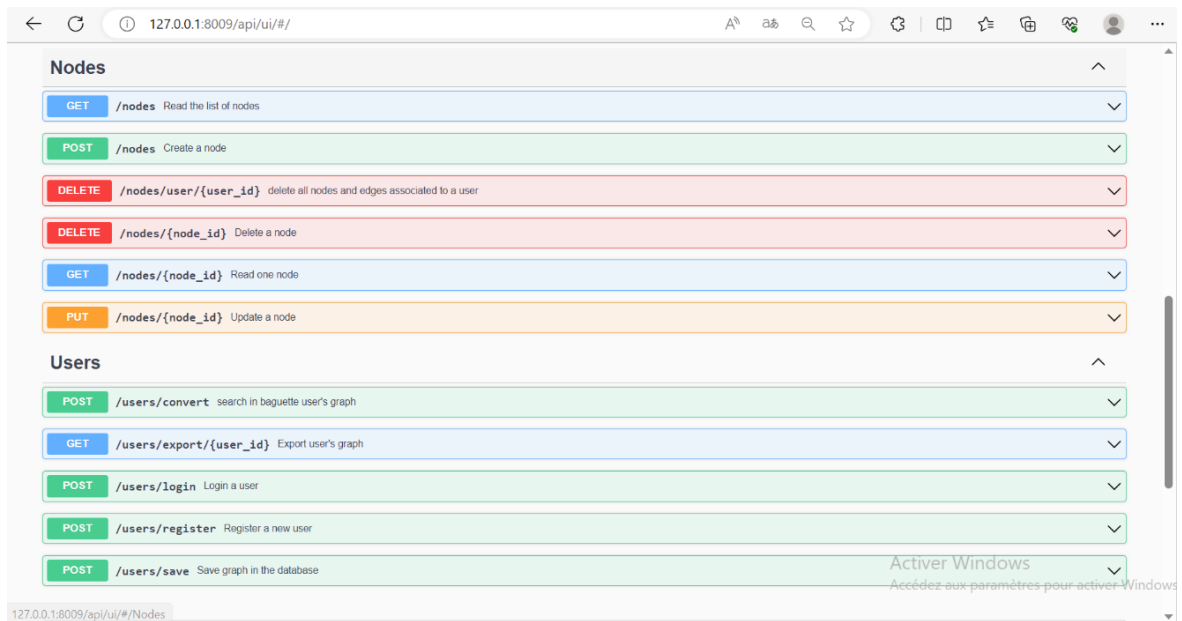 127.0.0.1:8009/api/ui/#/
Nodes
GET /nodes Read the list of nodes
POST /nodes Create a node
DELETE /nodes/user/{user_id} delete all nodes and edges associated to a user
DELETE /nodes/{node_id} Delete a node
GET /nodes/{node_id} Read one node
PUT /nodes/{node_id} Update a node
Users
POST /users/convert search in baguette user's graph
GET /users/export/{user_id} Export user's graph
POST /users/login Login a user
POST /users/register Register a new user
POST /users/save Save graph in the database
Activer Windows
Accédez aux paramètres pour activer Windows
127.0.0.1:8009/api/ui/#/Nodes